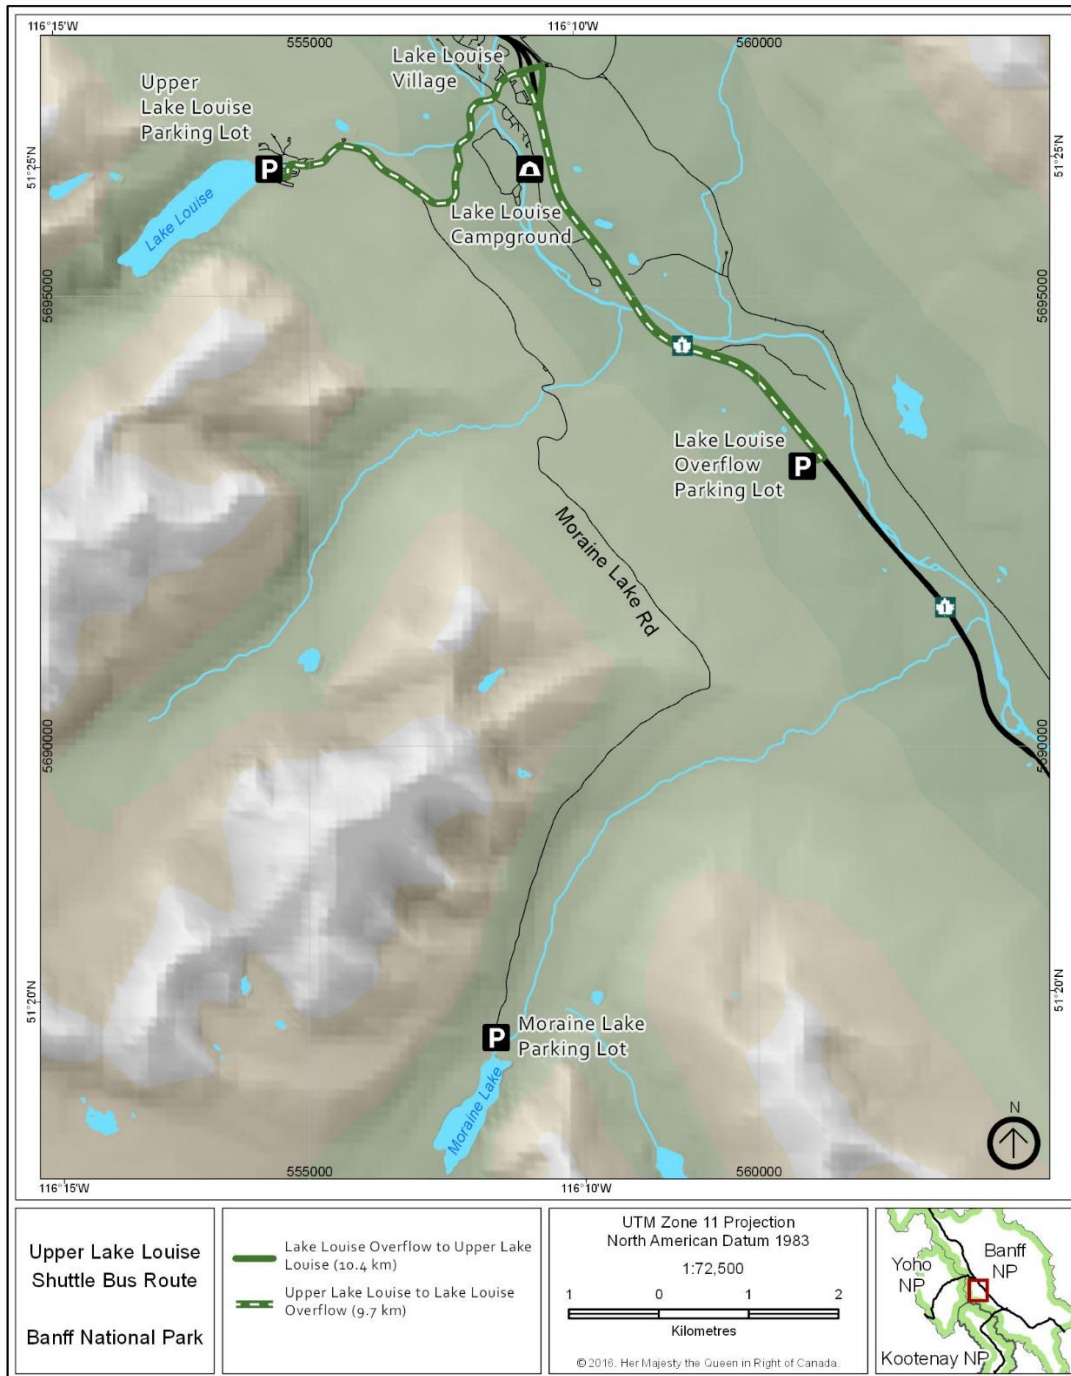 116°15'W
116°10'W
555000
560000
Lake Louise
Village
Upper
Lake Louise
Parking Lot
51°25'N
51°25'N
P
Lake Louise
Lake Louise
Campground
5695000
5695000
1
Lake Louise
Overflow
Parking Lot
P
Moraine Lake Rd
1
5690000
5690000
51°20'N
51°20'N
P
Moraine Lake
Parking Lot
Moraine Lake
N
555000
560000
116°15'W
116°10'W
Upper Lake Louise
Shuttle Bus Route
Banff National Park
Lake Louise Overflow to Upper Lake
Louise (10.4 km)
Upper Lake Louise to Lake Louise
Overflow (9.7 km)
UTM Zone 11 Projection
North American Datum 1983
1:72,500
1 0 1 2
Kilometres
© 2016. Her Majesty the Queen in Right of Canada.
Yoho
NP
Banff
NP
Kootenay NP